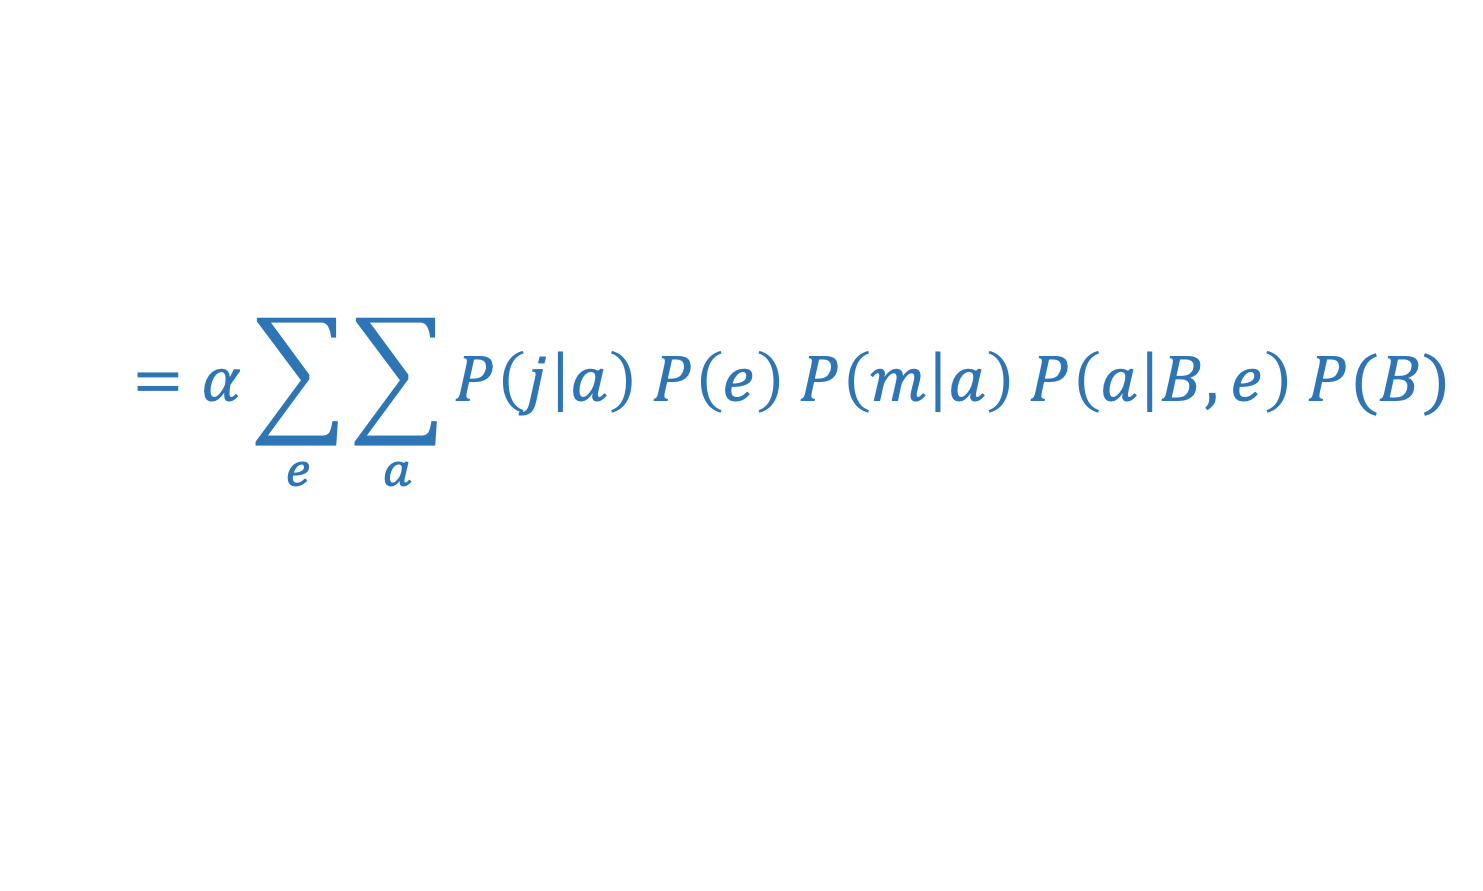 = α ∑_e ∑_a P(j|a) P(e) P(m|a) P(a|B, e) P(B)